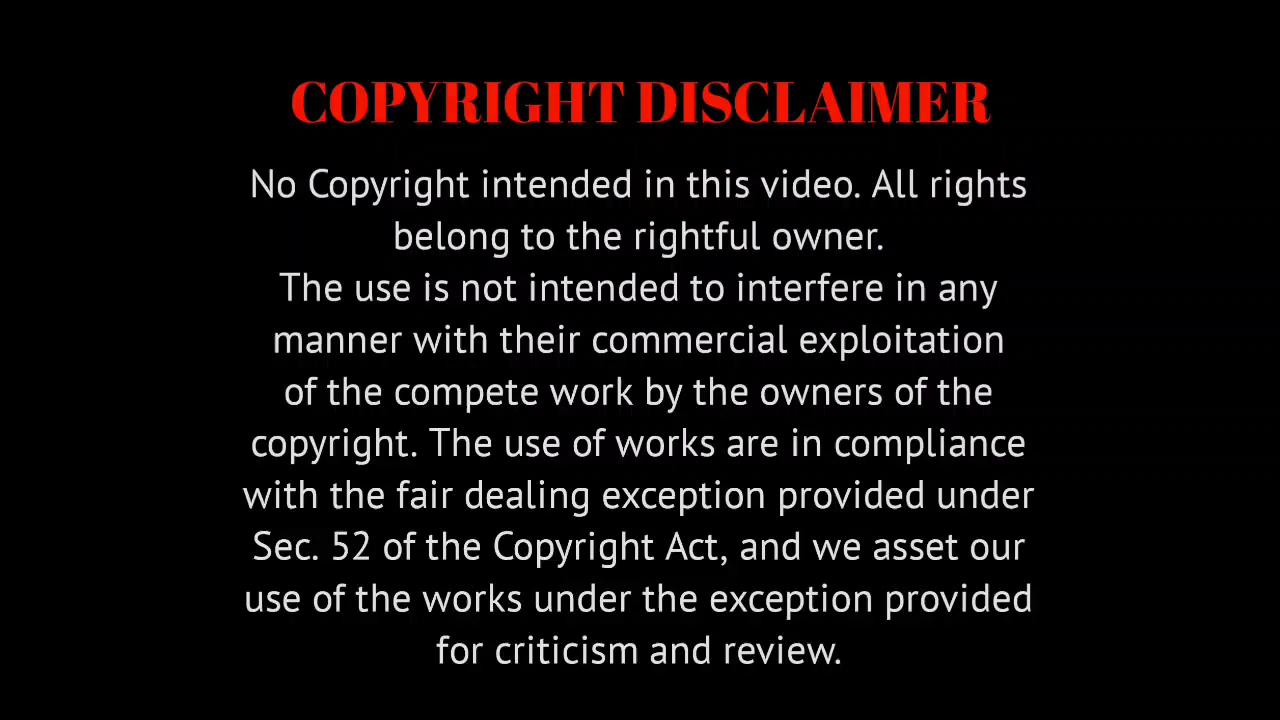 COPYRIGHT DISCLAIMER
No Copyright intended in this video. All rights
belong to the rightful owner.
The use is not intended to interfere in any
manner with their commercial exploitation
of the compete work by the owners of the
copyright. The use of works are in compliance
with the fair dealing exception provided under
Sec. 52 of the Copyright Act, and we asset our
use of the works under the exception provided
for criticism and review.